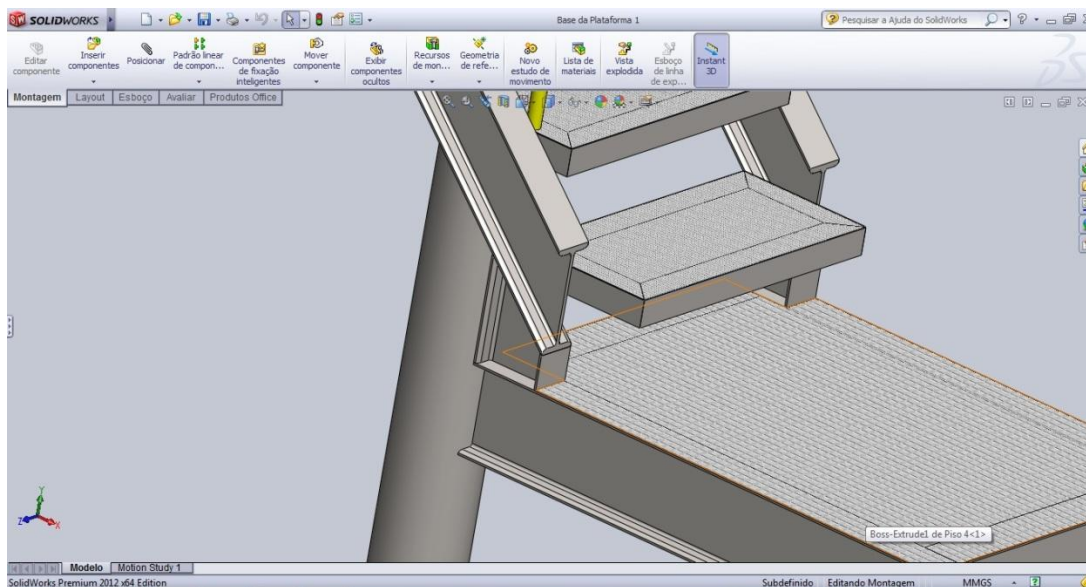 SOLIDWORKS
Base da Plataforma 1
Pesquisar a Ajuda do SolidWorks
Editar componente
Inserir componentes
Posicionar
Padrão linear de compon...
Componentes de fixação inteligentes
Mover componente
Exibir componentes ocultos
Recursos de mon...
Geometria de refe...
Novo estudo de movimento
Lista de materiais
Vista explodida
Esboço de linha de exp...
Instant 3D
Montagem
Layout
Esboço
Avaliar
Produtos Office
Boss-Extrude1 de Piso 4<1>
Y
Z
X
Modelo
Motion Study 1
SolidWorks Premium 2012 x64 Edition
Subdefinido
Editando Montagem
MMGS